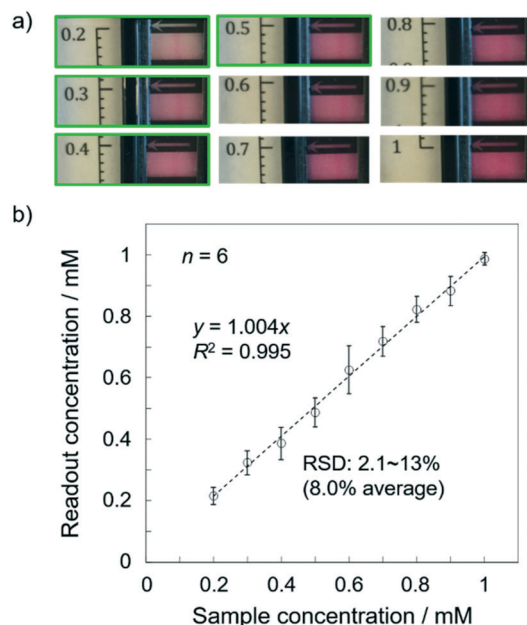 a)
0.2
0.5
0.8
0.3
0.6
0.9
0.4
0.7
1
b)
1
n = 6
0.8
y = 1.004x
R² = 0.995
0.6
0.4
RSD: 2.1~13%
(8.0% average)
0.2
0
0 0.2 0.4 0.6 0.8 1
Readout concentration / mM
Sample concentration / mM